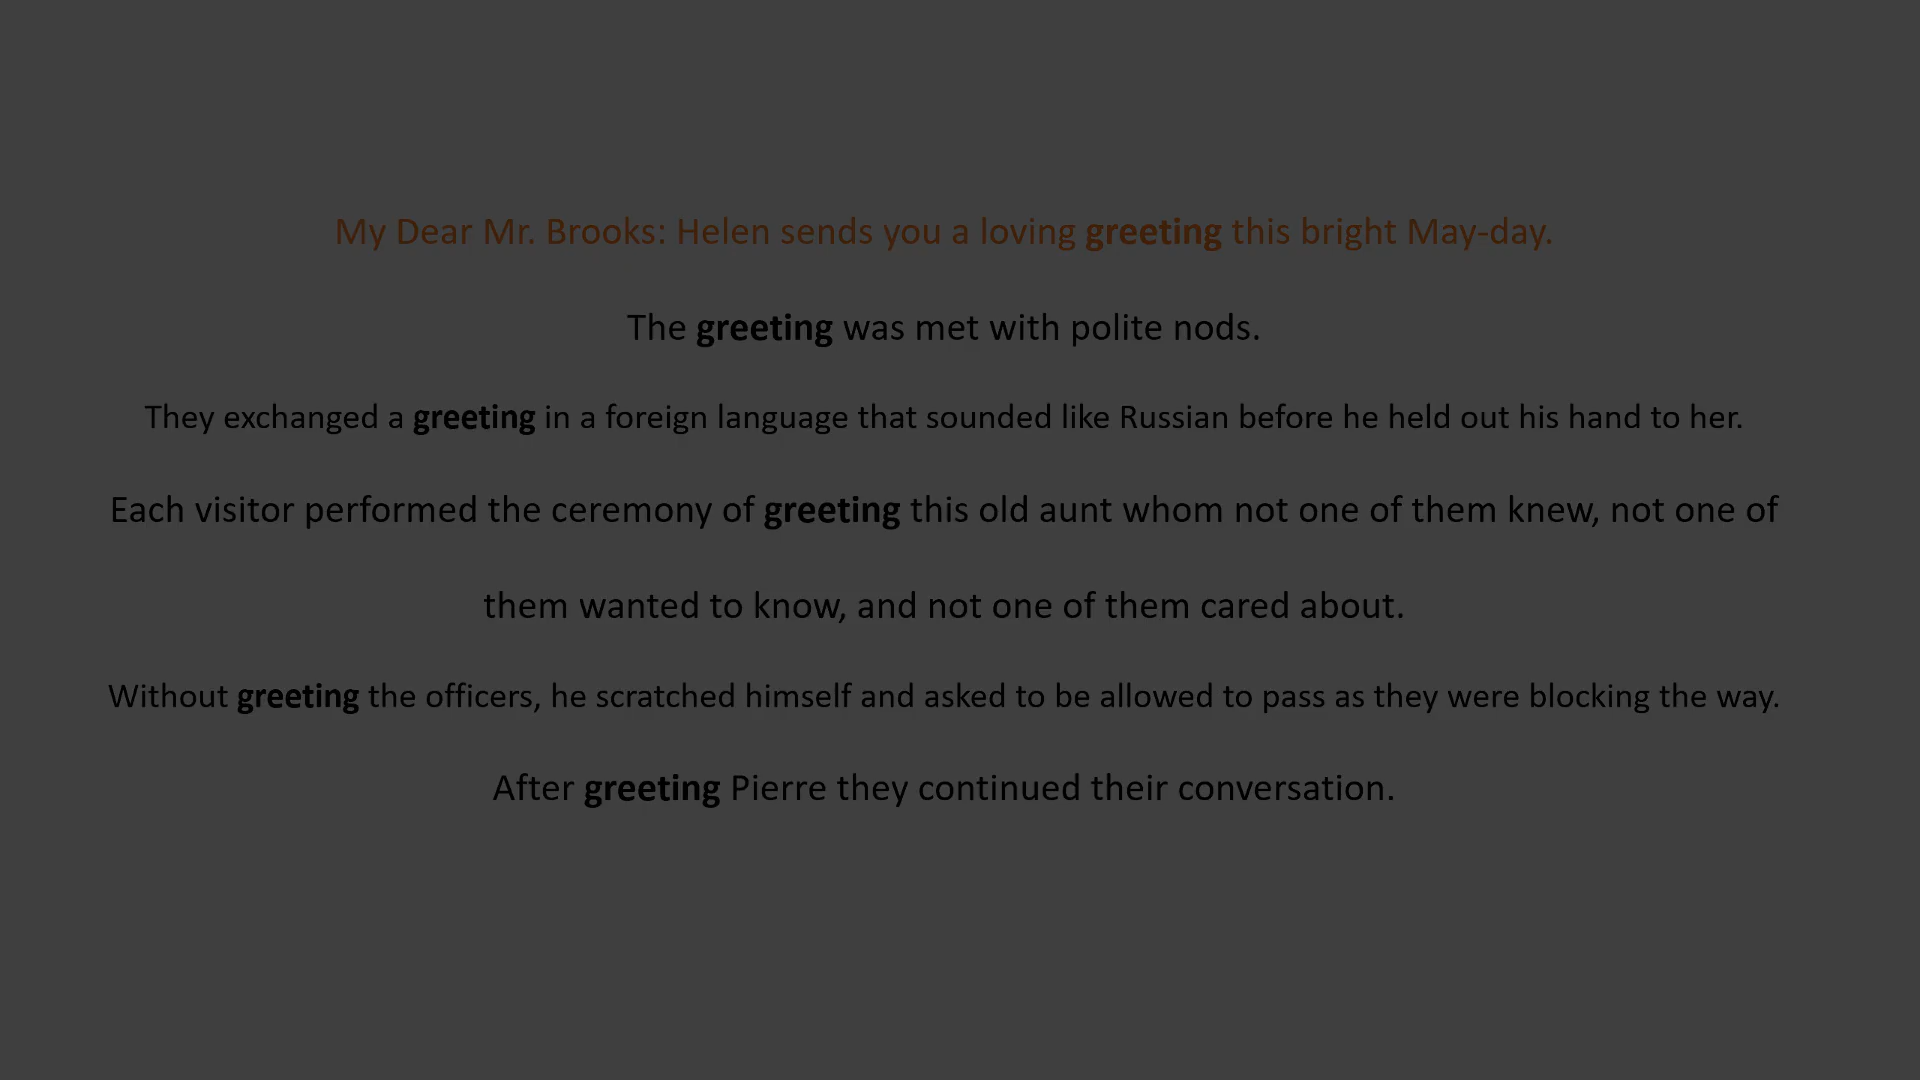 My Dear Mr. Brooks: Helen sends you a loving greeting this bright May-day.
The greeting was met with polite nods.
They exchanged a greeting in a foreign language that sounded like Russian before he held out his hand to her.
Each visitor performed the ceremony of greeting this old aunt whom not one of them knew, not one of
them wanted to know, and not one of them cared about.
Without greeting the officers, he scratched himself and asked to be allowed to pass as they were blocking the way.
After greeting Pierre they continued their conversation.